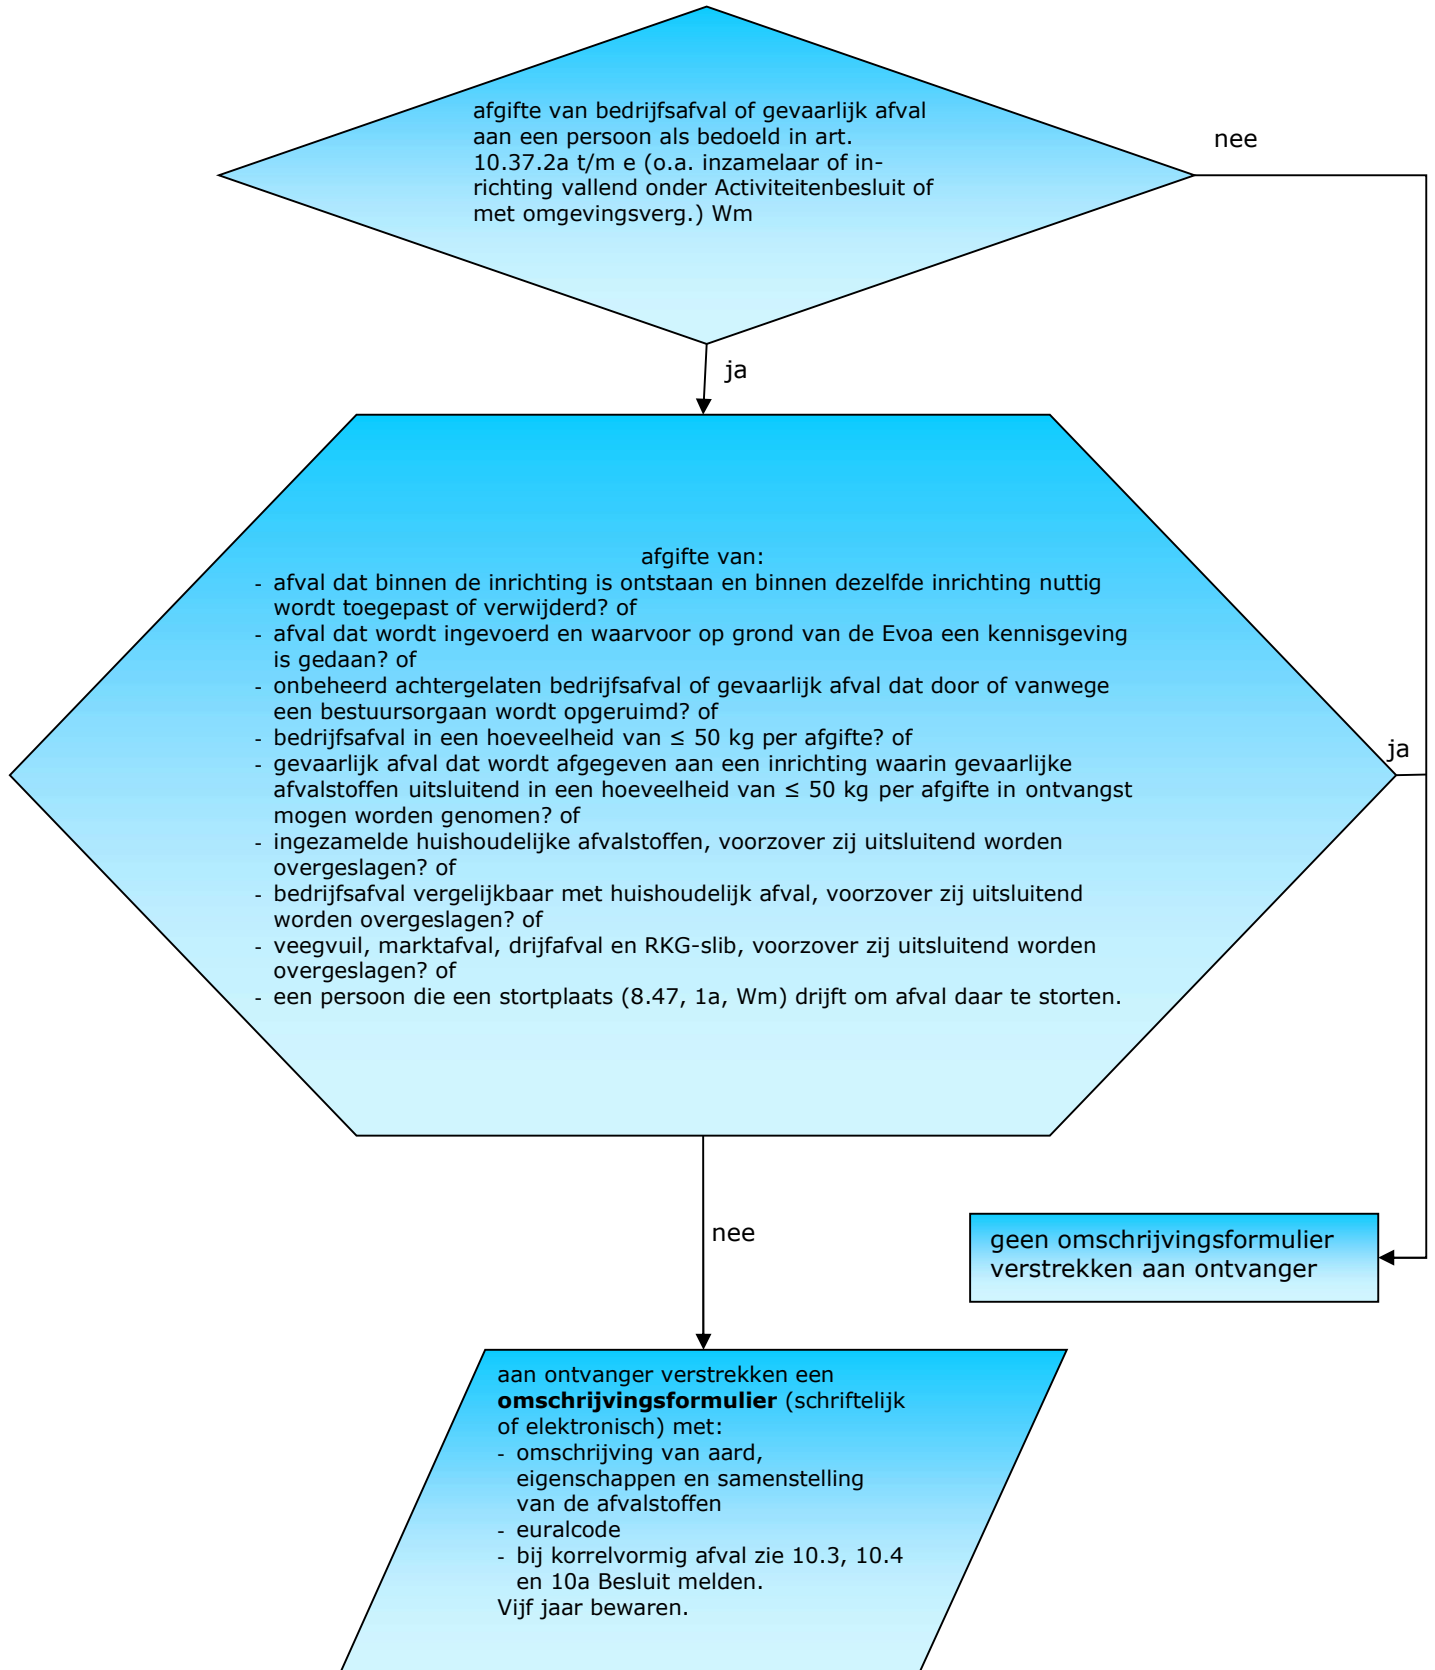 afgifte van bedrijfsafval of gevaarlijk afval
aan een persoon als bedoeld in art.
10.37.2a t/m e (o.a. inzamelaar of in-
richting vallend onder Activiteitenbesluit of
met omgevingsverg.) Wm
nee
ja
afgifte van:
- afval dat binnen de inrichting is ontstaan en binnen dezelfde inrichting nuttig
wordt toegepast of verwijderd? of
- afval dat wordt ingevoerd en waarvoor op grond van de Evoa een kennisgeving
is gedaan? of
- onbeheerd achtergelaten bedrijfsafval of gevaarlijk afval dat door of vanwege
een bestuursorgaan wordt opgeruimd? of
- bedrijfsafval in een hoeveelheid van ≤ 50 kg per afgifte? of
- gevaarlijk afval dat wordt afgegeven aan een inrichting waarin gevaarlijke
afvalstoffen uitsluitend in een hoeveelheid van ≤ 50 kg per afgifte in ontvangst
mogen worden genomen? of
- ingezamelde huishoudelijke afvalstoffen, voorzover zij uitsluitend worden
overgeslagen? of
- bedrijfsafval vergelijkbaar met huishoudelijk afval, voorzover zij uitsluitend
worden overgeslagen? of
- veegvuil, marktafval, drijfafval en RKG-slib, voorzover zij uitsluitend worden
overgeslagen? of
- een persoon die een stortplaats (8.47, 1a, Wm) drijft om afval daar te storten.
ja
nee
geen omschrijvingsformulier
verstrekken aan ontvanger
aan ontvanger verstrekken een
omschrijvingsformulier (schriftelijk
of elektronisch) met:
- omschrijving van aard,
eigenschappen en samenstelling
van de afvalstoffen
- euralcode
- bij korrelvormig afval zie 10.3, 10.4
en 10a Besluit melden.
Vijf jaar bewaren.